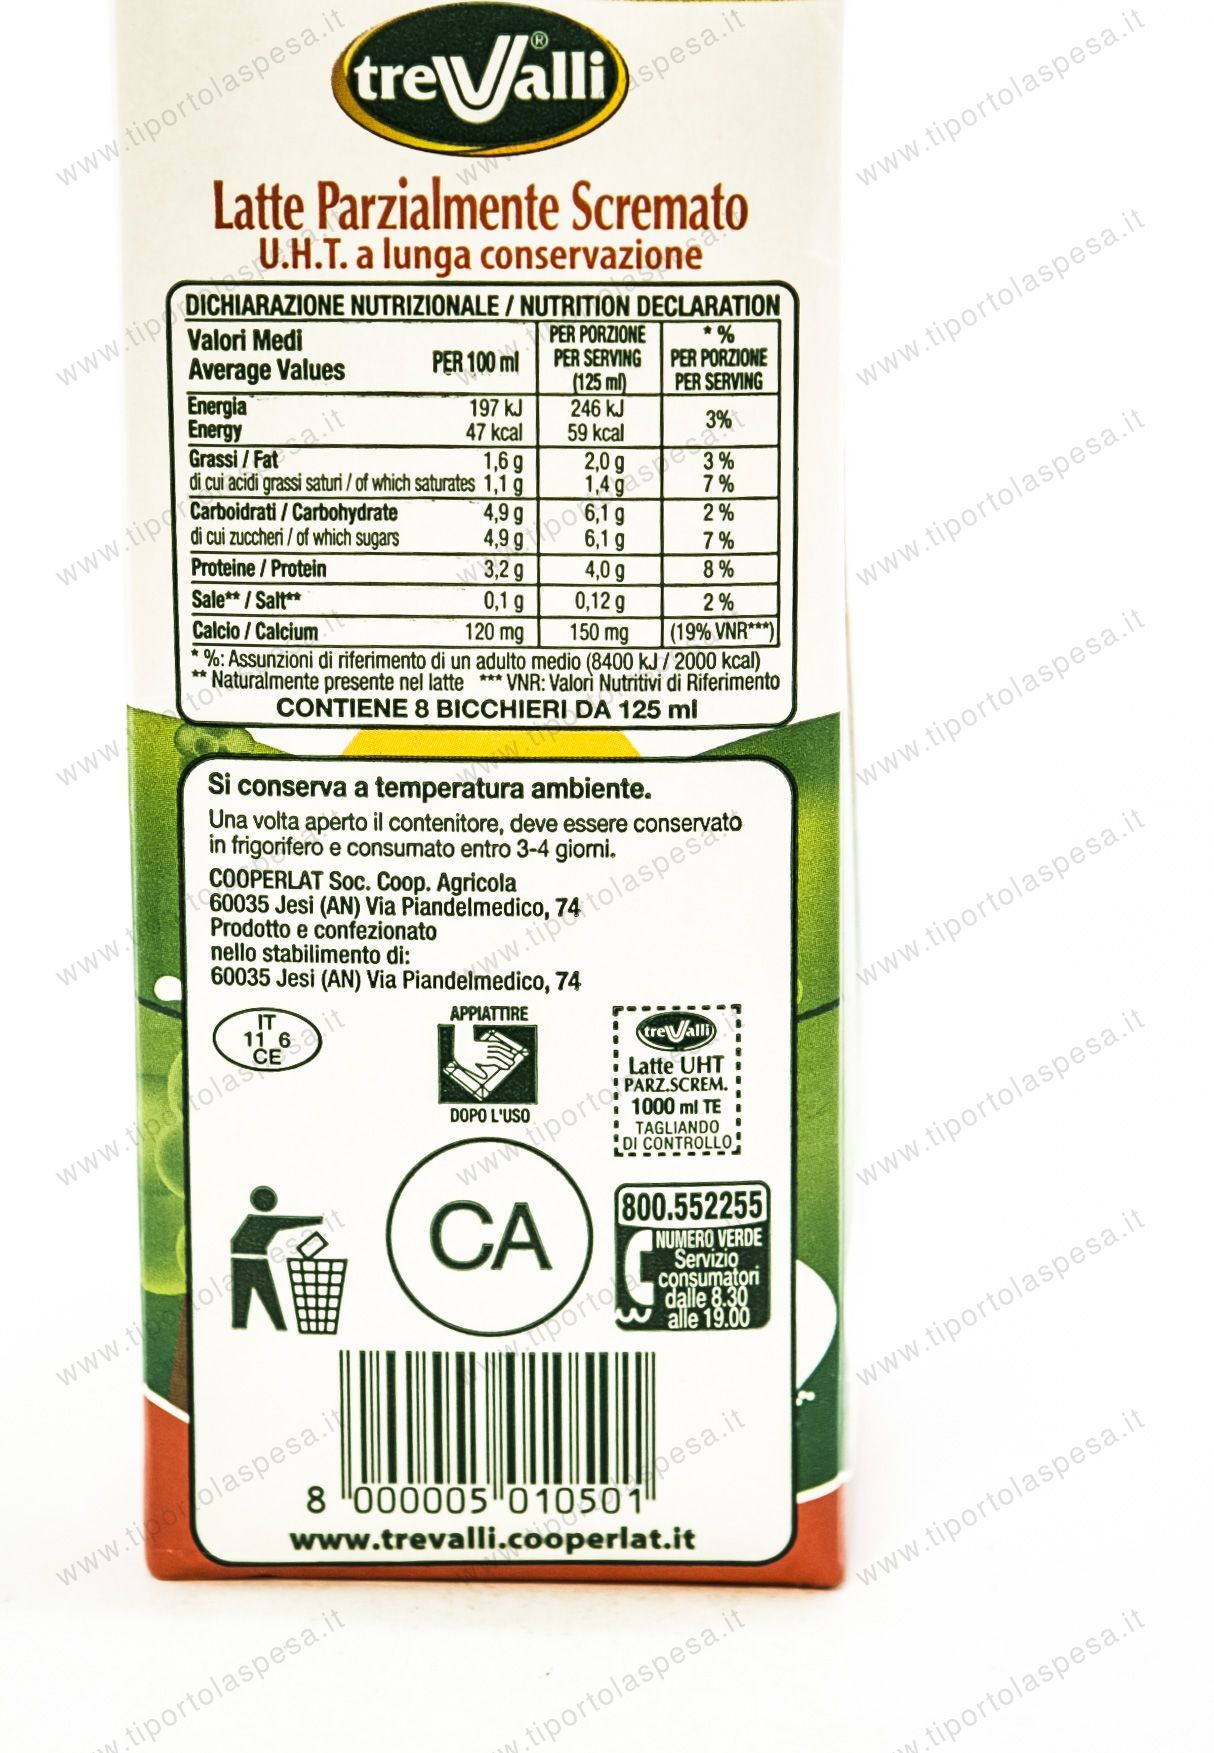 treValli®
Latte Parzialmente Scremato
U.H.T. a lunga conservazione
DICHIARAZIONE NUTRIZIONALE / NUTRITION DECLARATION
Valori Medi
Average Values
PER 100 ml
PER PORZIONE
PER SERVING
(125 ml)
* %
PER PORZIONE
PER SERVING
Energia 197 kJ 246 kJ
Energy 47 kcal 59 kcal
3%
Grassi / Fat 1,6 g 2,0 g 3 %
di cui acidi grassi saturi / of which saturates 1,1 g 1,4 g 7 %
Carboidrati / Carbohydrate 4,9 g 6,1 g 2 %
di cui zuccheri / of which sugars 4,9 g 6,1 g 7 %
Proteine / Protein 3,2 g 4,0 g 8 %
Sale** / Salt** 0,1 g 0,12 g 2 %
Calcio / Calcium 120 mg 150 mg (19% VNR***)
* %: Assunzioni di riferimento di un adulto medio (8400 kJ / 2000 kcal)
** Naturalmente presente nel latte *** VNR: Valori Nutritivi di Riferimento
CONTIENE 8 BICCHIERI DA 125 ml
Si conserva a temperatura ambiente.
Una volta aperto il contenitore, deve essere conservato
in frigorifero e consumato entro 3-4 giorni.
COOPERLAT Soc. Coop. Agricola
60035 Jesi (AN) Via Piandelmedico, 74
Prodotto e confezionato
nello stabilimento di:
60035 Jesi (AN) Via Piandelmedico, 74
IT
11 6
CE
APPIATTIRE
DOPO L'USO
treValli
Latte UHT
PARZ.SCREM.
1000 ml TE
TAGLIANDO
DI CONTROLLO
CA
800.552255
NUMERO VERDE
Servizio
consumatori
dalle 8.30
alle 19.00
8 000005 010501
www.trevalli.cooperlat.it
www.tiportolaspesa.it